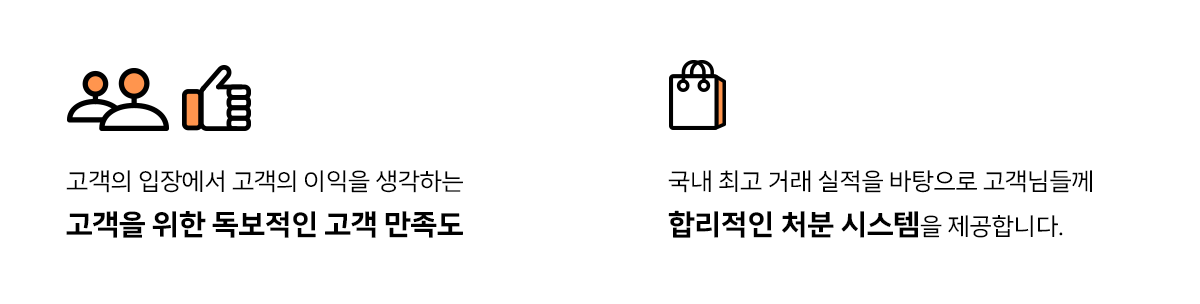 고객의 입장에서 고객의 이익을 생각하는
고객을 위한 독보적인 고객 만족도
국내 최고 거래 실적을 바탕으로 고객님들께
합리적인 처분 시스템을 제공합니다.